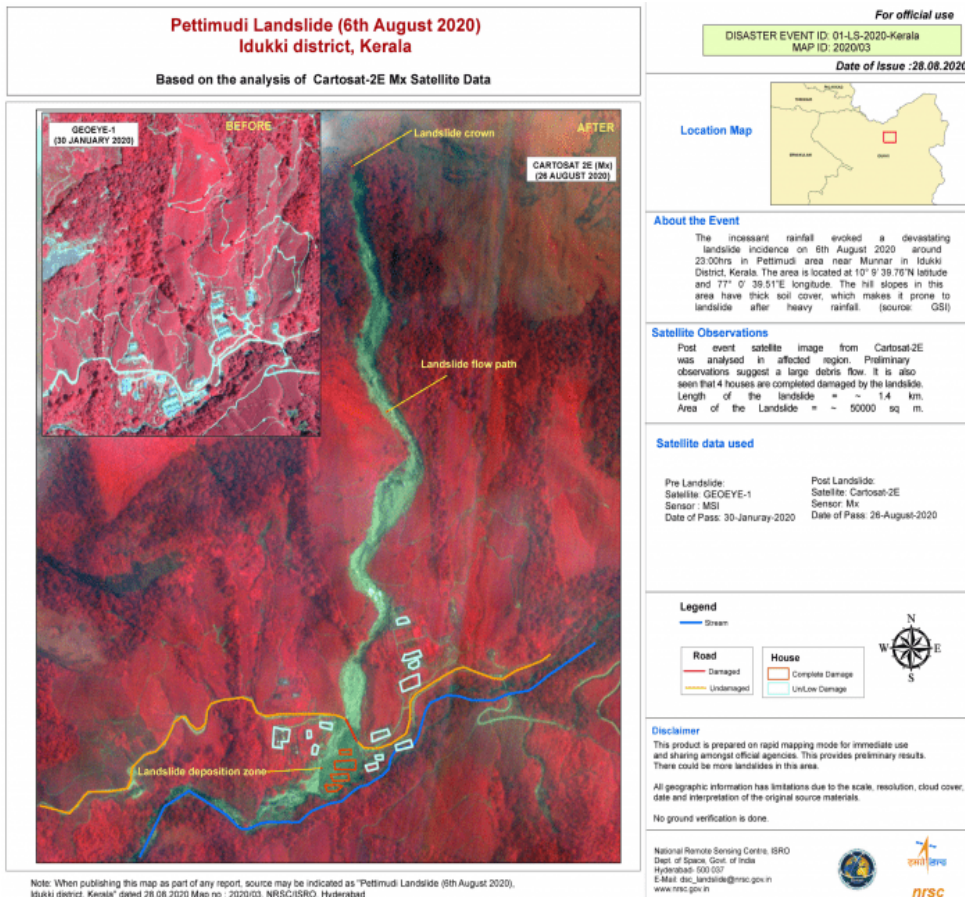 Pettimudi Landslide (6th August 2020)
Idukki district, Kerala
Based on the analysis of Cartosat-2E Mx Satellite Data
For official use
DISASTER EVENT ID: 01-LS-2020-Kerala
MAP ID: 2020/03
Date of Issue :28.08.2020
GEOEYE-1
(30 JANUARY 2020)
BEFORE
Landslide crown
AFTER
CARTOSAT 2E (Mx)
(26 AUGUST 2020)
Landslide flow path
Landslide deposition zone
Location Map
About the Event
The incessant rainfall evoked a devastating
landslide incidence on 6th August 2020 around
23:00hrs in Pettimudi area near Munnar in Idukki
District, Kerala. The area is located at 10° 9' 39.76"N latitude
and 77° 0' 39.51"E longitude. The hill slopes in this
area have thick soil cover, which makes it prone to
landslide after heavy rainfall. (source: GSI)
Satellite Observations
Post event satellite image from Cartosat-2E
was analysed in affected region. Preliminary
observations suggest a large debris flow. It is also
seen that 4 houses are completed damaged by the landslide.
Length of the landslide = ~ 1.4 km.
Area of the Landslide = ~ 50000 sq m.
Satellite data used
Pre Landslide:
Satellite: GEOEYE-1
Sensor : MSI
Date of Pass: 30-Januray-2020
Post Landslide:
Satellite: Cartosat-2E
Sensor: Mx
Date of Pass: 26-August-2020
Legend
Stream
Road
Damaged
Undamaged
House
Complete Damage
Un/Low Damage
N
W E
S
Disclaimer
This product is prepared on rapid mapping mode for immediate use
and sharing amongst official agencies. This provides preliminary results.
There could be more landslides in this area.
All geographic information has limitations due to the scale, resolution, cloud cover,
date and interpretation of the original source materials.
No ground verification is done.
National Remote Sensing Centre, ISRO
Dept. of Space, Govt. of India
Hyderabad- 500 037
E-Mail: dsc_landslide@nrsc.gov.in
www.nrsc.gov.in
nrsc
Note: When publishing this map as part of any report, source may be indicated as "Pettimudi Landslide (6th August 2020),
Idukki district, Kerala" dated 28.08.2020 Map no : 2020/03, NRSC/ISRO, Hyderabad